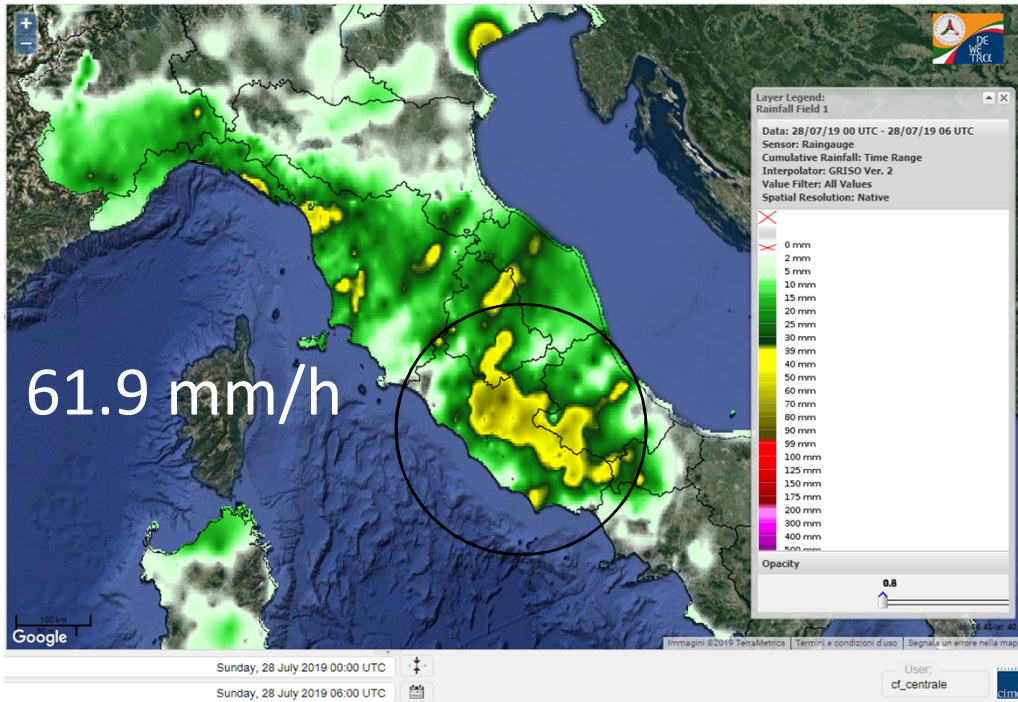 +
−
DE
WE
TRα
Layer Legend:
Rainfall Field 1
Data: 28/07/19 00 UTC - 28/07/19 06 UTC
Sensor: Raingauge
Cumulative Rainfall: Time Range
Interpolator: GRISO Ver. 2
Value Filter: All Values
Spatial Resolution: Native
0 mm
2 mm
5 mm
10 mm
15 mm
20 mm
25 mm
30 mm
39 mm
40 mm
50 mm
60 mm
70 mm
80 mm
90 mm
99 mm
100 mm
125 mm
150 mm
175 mm
200 mm
300 mm
400 mm
500 mm
Opacity
0.6
61.9 mm/h
100 km
Google
Immagini ©2019 TerraMetrics
Termini e condizioni d'uso
Segnala un errore nella map
Sunday, 28 July 2019 00:00 UTC
Sunday, 28 July 2019 06:00 UTC
User:
cf_centrale
cim